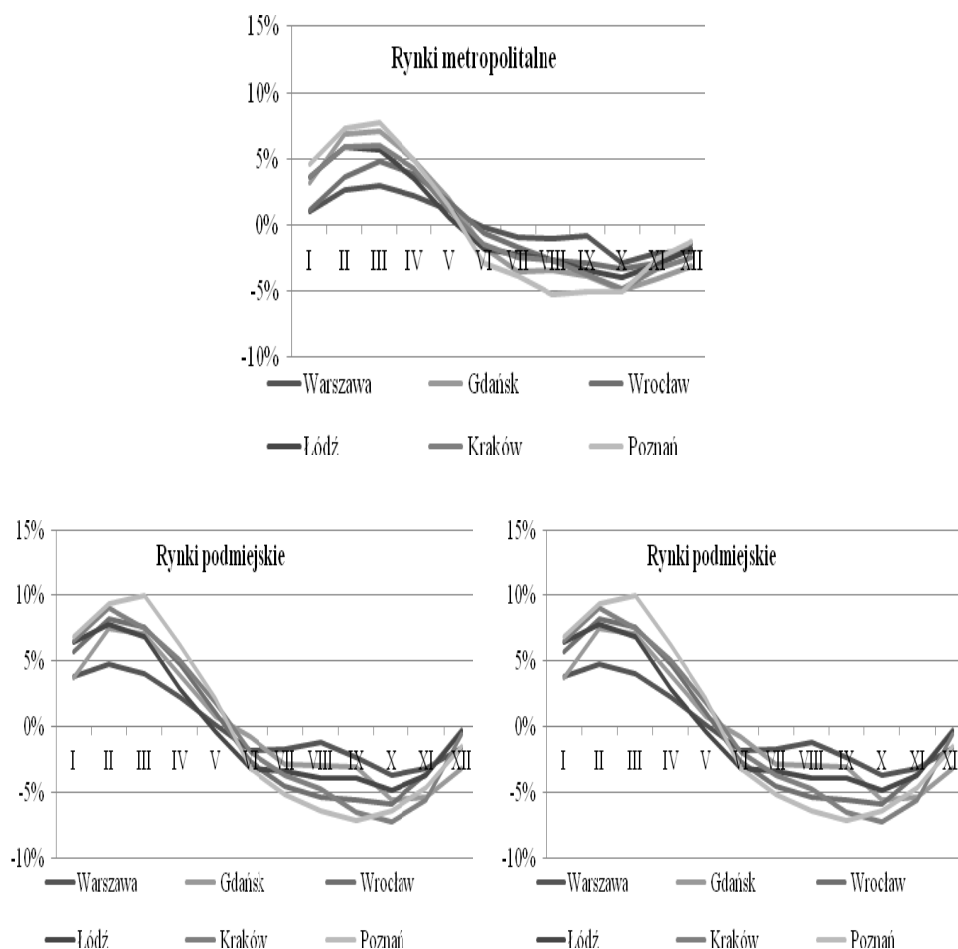 15%
Rynki metropolitalne
10%
5%
0%
I II III IV V VI VII VIII IX X XI XII
-5%
-10%
Warszawa Gdańsk Wrocław
Łódź Kraków Poznań
15%
Rynki podmiejskie
10%
5%
0%
I II III IV V VI VII VIII IX X XI XII
-5%
-10%
Warszawa Gdańsk Wrocław
Łódź Kraków Poznań
15%
Rynki podmiejskie
10%
5%
0%
I II III IV V VI VII VIII IX X XI XI
-5%
-10%
Warszawa Gdańsk Wrocław
Łódź Kraków Poznań